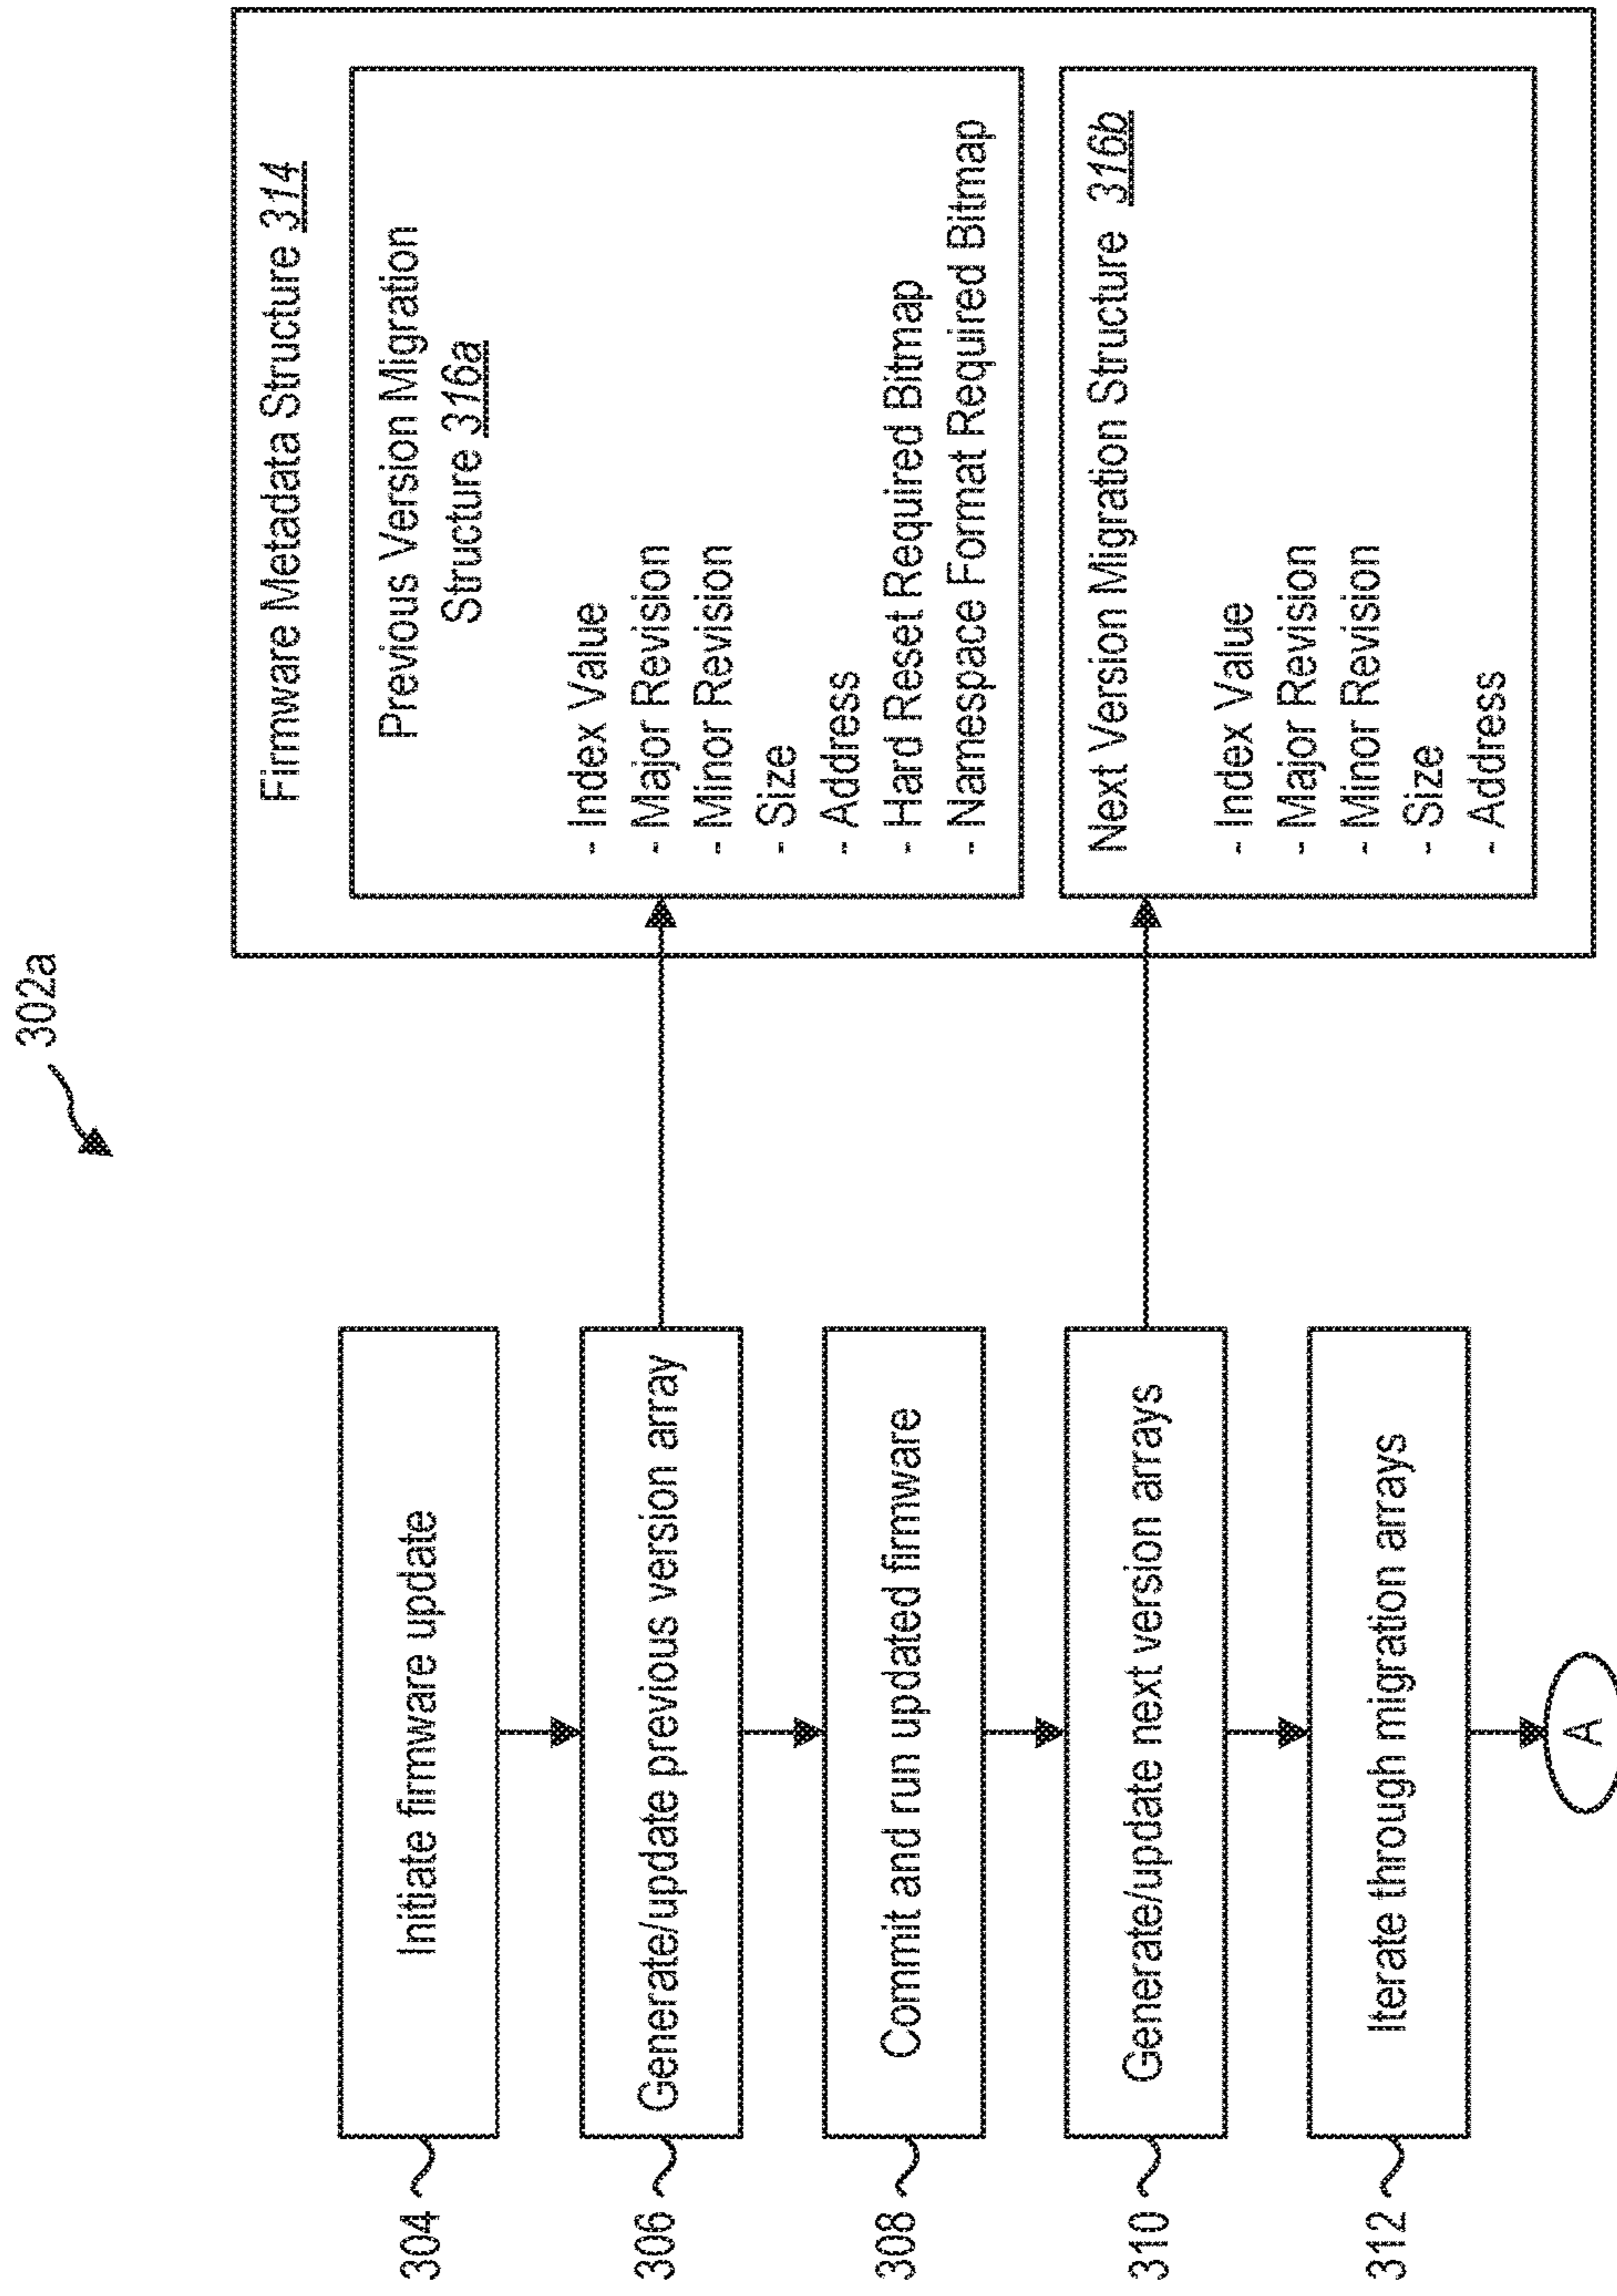 302a
304
Initiate firmware update
306
Generate/update previous version array
308
Commit and run updated firmware
310
Generate/update next version arrays
312
Iterate through migration arrays
A
Firmware Metadata Structure 314
Previous Version Migration
Structure 316a
- Index Value
- Major Revision
- Minor Revision
- Size
- Address
- Hard Reset Required Bitmap
- Namespace Format Required Bitmap
Next Version Migration Structure 316b
- Index Value
- Major Revision
- Minor Revision
- Size
- Address